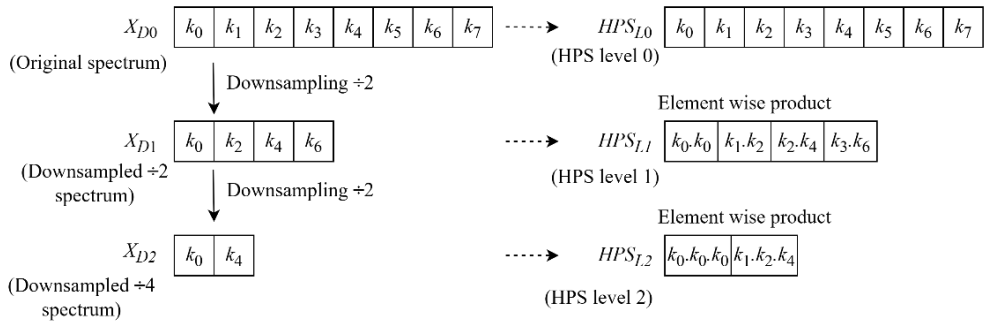 X_D0 k_0 k_1 k_2 k_3 k_4 k_5 k_6 k_7 HPS_L0 k_0 k_1 k_2 k_3 k_4 k_5 k_6 k_7
(Original spectrum) (HPS level 0)
Downsampling ÷2
Element wise product
X_D1 k_0 k_2 k_4 k_6 HPS_L1 k_0.k_0 k_1.k_2 k_2.k_4 k_3.k_6
(Downsampled ÷2 (HPS level 1)
spectrum)
Downsampling ÷2
Element wise product
X_D2 k_0 k_4 HPS_L2 k_0.k_0.k_0 k_1.k_2.k_4
(Downsampled ÷4 (HPS level 2)
spectrum)